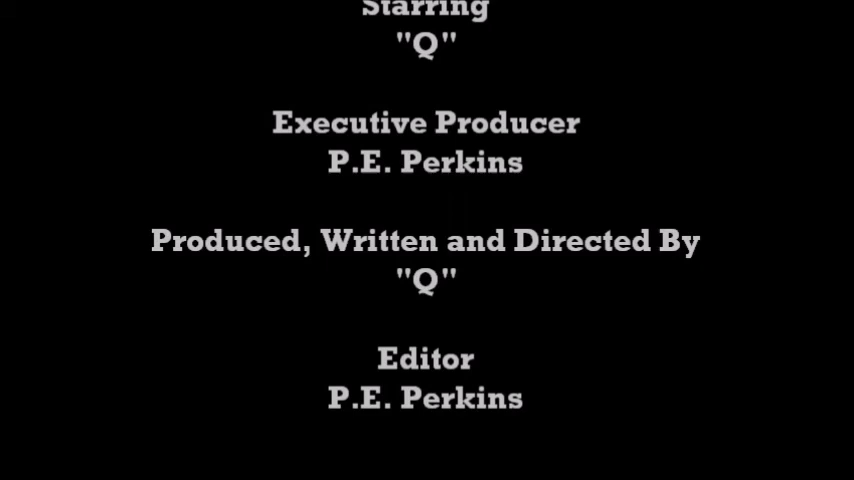 Starring
"Q"
Executive Producer
P.E. Perkins
Produced, Written and Directed By
"Q"
Editor
P.E. Perkins